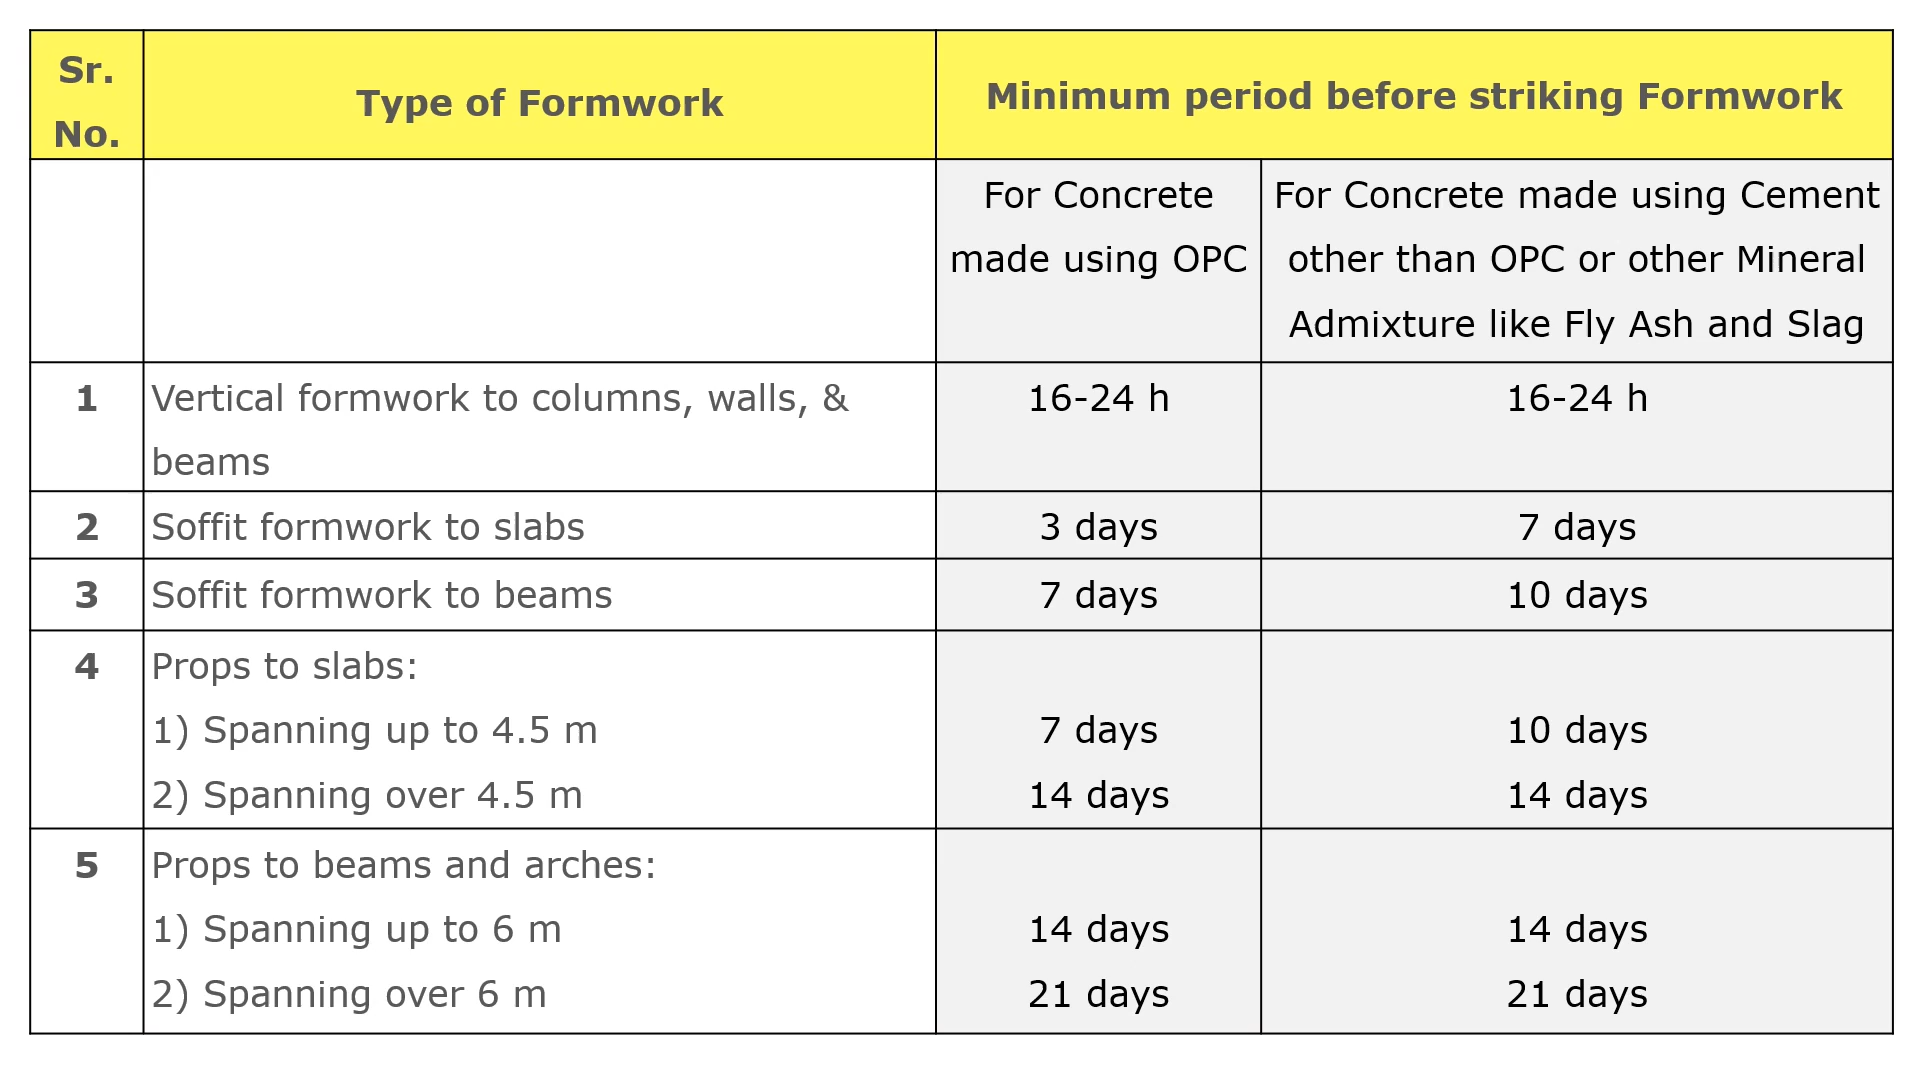 Sr.
No.
Type of Formwork
Minimum period before striking Formwork
For Concrete
made using OPC
For Concrete made using Cement
other than OPC or other Mineral
Admixture like Fly Ash and Slag
1
Vertical formwork to columns, walls, &
beams
16-24 h
16-24 h
2
Soffit formwork to slabs
3 days
7 days
3
Soffit formwork to beams
7 days
10 days
4
Props to slabs:
1) Spanning up to 4.5 m
7 days
10 days
2) Spanning over 4.5 m
14 days
14 days
5
Props to beams and arches:
1) Spanning up to 6 m
14 days
14 days
2) Spanning over 6 m
21 days
21 days